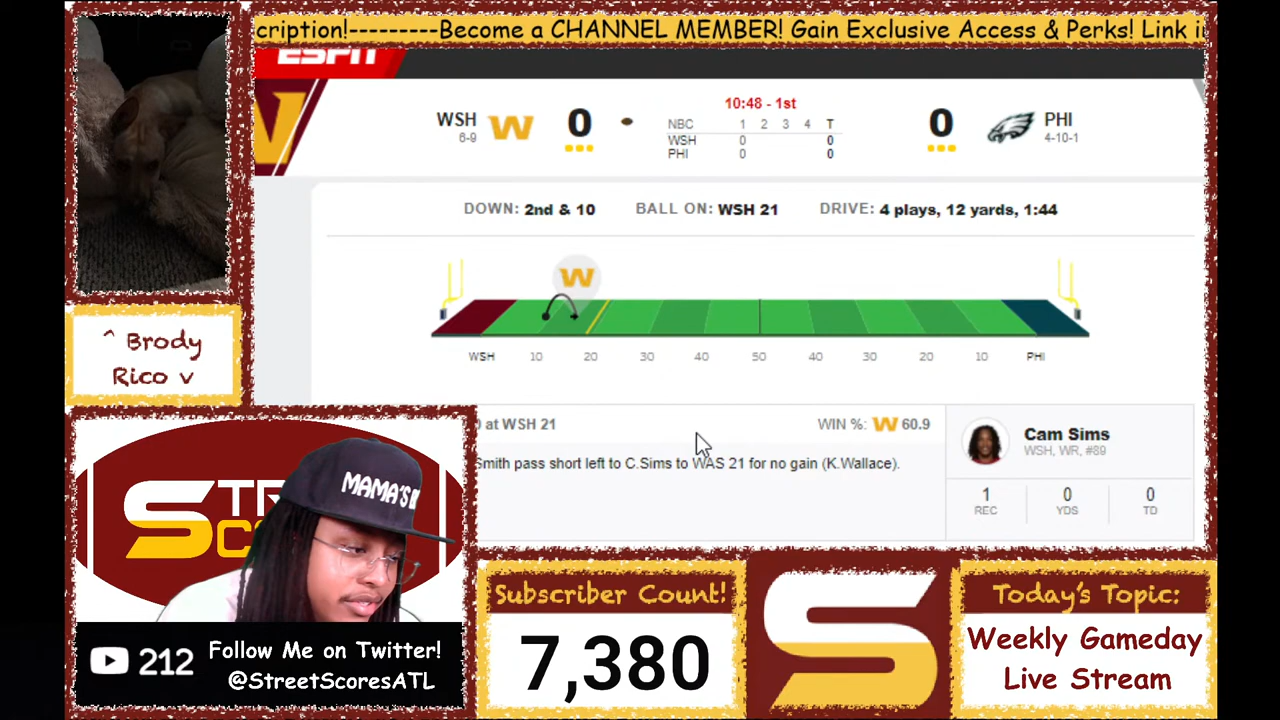 cription!---------Become a CHANNEL MEMBER! Gain Exclusive Access & Perks! Link i
ESPN
WSH
6-9
0
10:48 - 1st
NBC 1 2 3 4 T
WSH 0 0
PHI 0 0
0
PHI
4-10-1
DOWN: 2nd & 10
BALL ON: WSH 21
DRIVE: 4 plays, 12 yards, 1:44
W
WSH 10 20 30 40 50 40 30 20 10 PHI
0 at WSH 21
WIN %: W 60.9
Smith pass short left to C.Sims to WAS 21 for no gain (K.Wallace).
Cam Sims
WSH, WR, #89
1 0 0
REC YDS TD
^ Brody
Rico v
MAMA'S
212
Follow Me on Twitter!
@StreetScoresATL
Subscriber Count!
7,380
S
Today's Topic:
Weekly Gameday
Live Stream